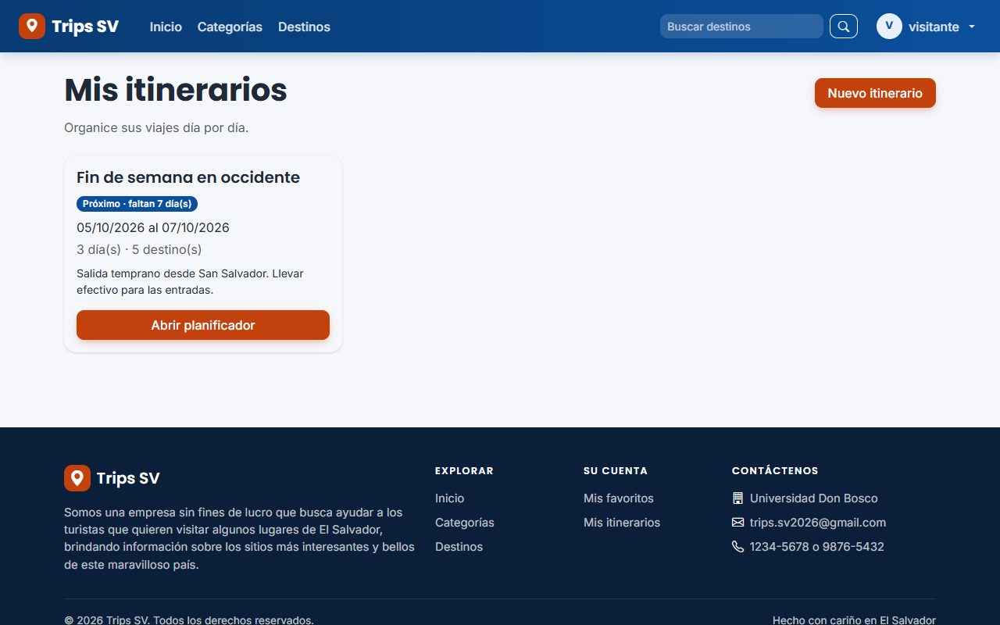 Trips SV
Inicio
Categorías
Destinos
Buscar destinos
V
visitante
Mis itinerarios
Nuevo itinerario
Organice sus viajes día por día.
Fin de semana en occidente
Próximo · faltan 7 día(s)
05/10/2026 al 07/10/2026
3 día(s) · 5 destino(s)
Salida temprano desde San Salvador. Llevar
efectivo para las entradas.
Abrir planificador
Trips SV
Somos una empresa sin fines de lucro que busca ayudar a los
turistas que quieren visitar algunos lugares de El Salvador,
brindando información sobre los sitios más interesantes y bellos
de este maravilloso país.
EXPLORAR
Inicio
Categorías
Destinos
SU CUENTA
Mis favoritos
Mis itinerarios
CONTÁCTENOS
Universidad Don Bosco
trips.sv2026@gmail.com
1234-5678 o 9876-5432
© 2026 Trips SV. Todos los derechos reservados.
Hecho con cariño en El Salvador